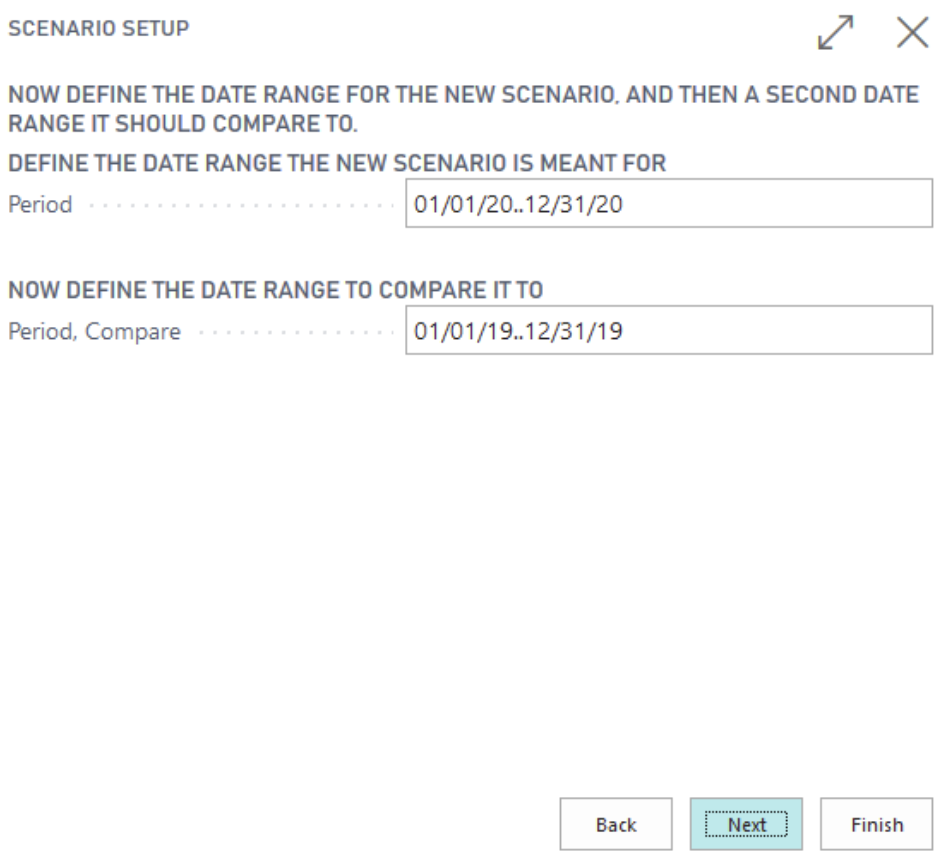 SCENARIO SETUP
NOW DEFINE THE DATE RANGE FOR THE NEW SCENARIO, AND THEN A SECOND DATE
RANGE IT SHOULD COMPARE TO.
DEFINE THE DATE RANGE THE NEW SCENARIO IS MEANT FOR
Period 01/01/20..12/31/20
NOW DEFINE THE DATE RANGE TO COMPARE IT TO
Period, Compare 01/01/19..12/31/19
Back Next Finish